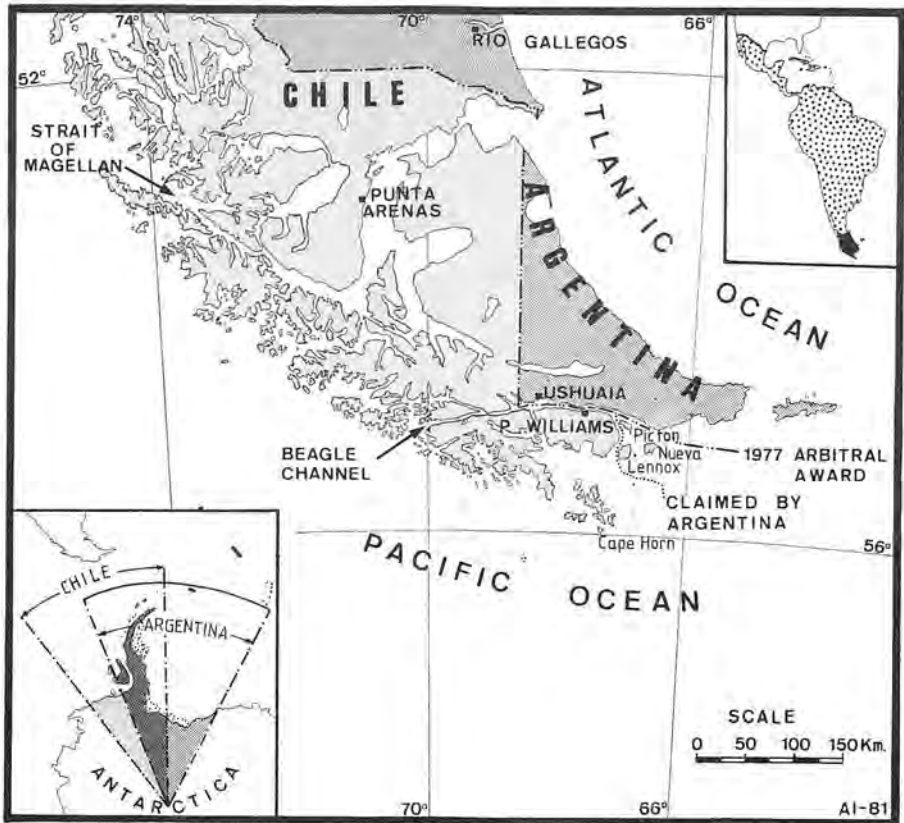 74°
70°
66°
52°
RIO GALLEGOS
CHILE
STRAIT
OF
MAGELLAN
PUNTA
ARENAS
ATLANTIC
OCEAN
ARGENTINA
USHUAIA
P. WILLIAMS
BEAGLE
CHANNEL
Picton
Nueva
Lennox
1977 ARBITRAL
AWARD
CLAIMED BY
ARGENTINA
Cape Horn
56°
PACIFIC OCEAN
CHILE
ARGENTINA
ANTARCTICA
SCALE
0 50 100 150 Km.
70°
66°
AI-81